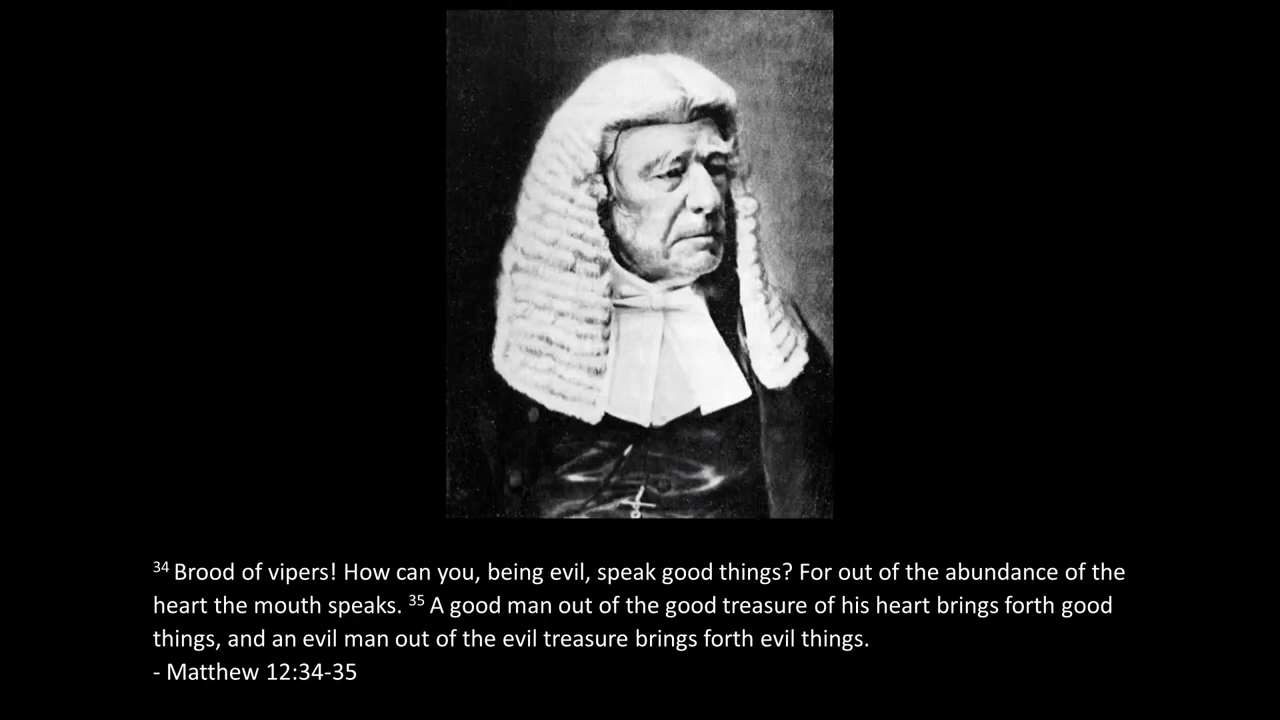 ³⁴ Brood of vipers! How can you, being evil, speak good things? For out of the abundance of the
heart the mouth speaks. ³⁵ A good man out of the good treasure of his heart brings forth good
things, and an evil man out of the evil treasure brings forth evil things.
- Matthew 12:34-35